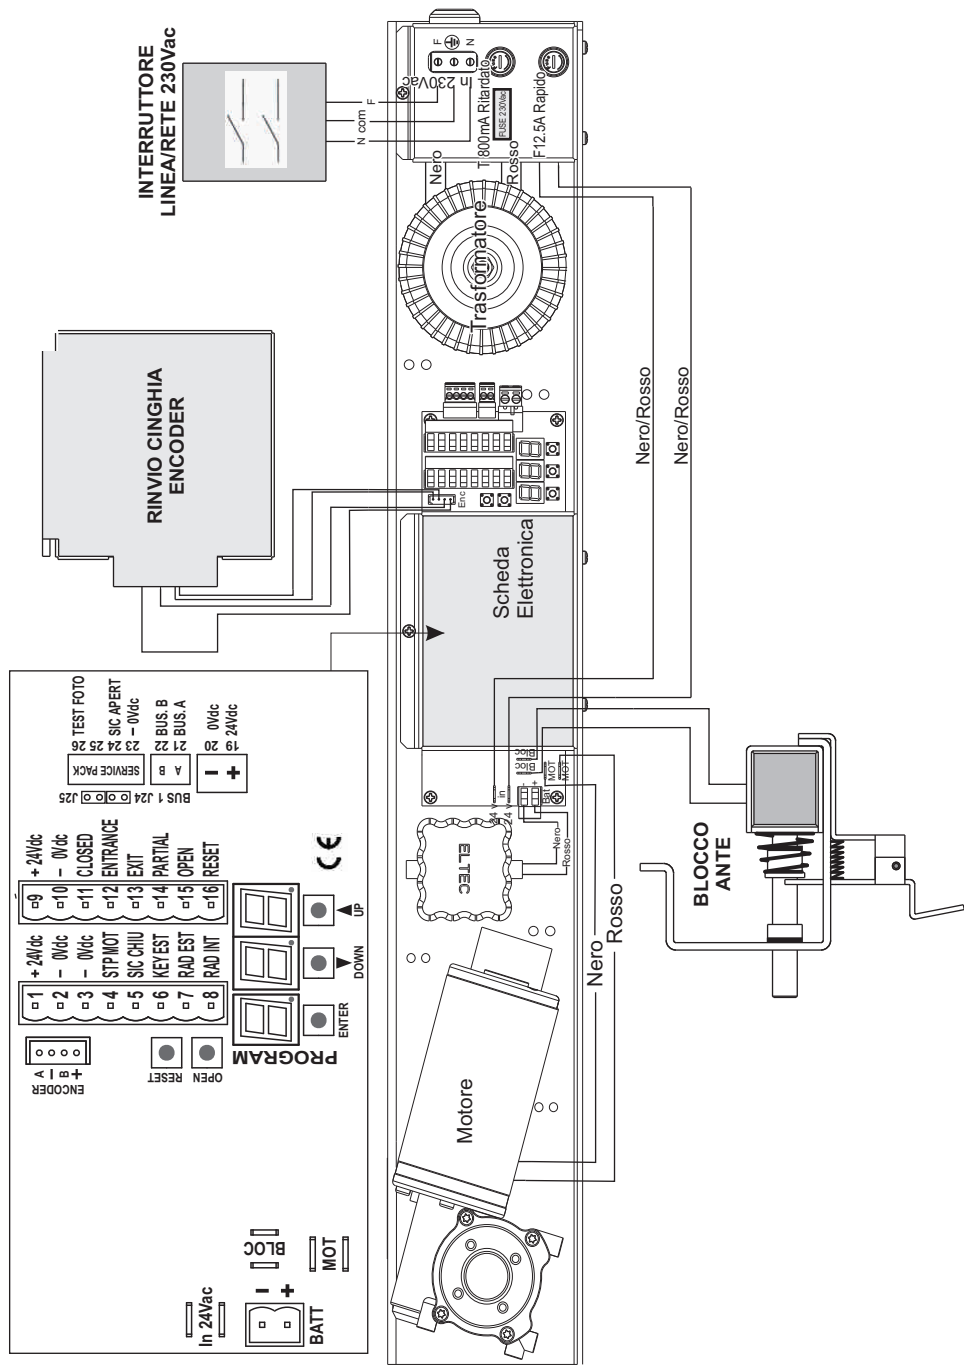 INTERRUTTORE
LINEA/RETE 230Vac
N com F
F N
In 230Vac
T 800mA Ritardato
FUSE 230Vac
F12.5A Rapido
Nero
Rosso
Trasformatore
RINVIO CINGHIA
ENCODER
Enc
Scheda
Elettronica
Nero/Rosso
Nero/Rosso
24 v in
24 v
Bloc
Bloc
MOT
MOT
Bat
- +
Nero
Rosso
ELTEC
Nero
Rosso
Motore
BLOCCO
ANTE
TEST FOTO
SIC APERT
- 0Vdc
23 24 25 26
SERVICE PACK
J25
BUS 1 J24
BUS. B
BUS. A
21 22
A B
0Vdc
24Vdc
19 20
+ -
9 +24Vdc
10 - 0Vdc
11 CLOSED
12 ENTRANCE
13 EXIT
14 PARTIAL
15 OPEN
16 RESET
1 +24Vdc
2 - 0Vdc
3 - 0Vdc
4 STP MOT
5 SIC CHIU
6 KEY EST
7 RAD EST
8 RAD INT
A - B +
ENCODER
RESET
OPEN
PROGRAM
ENTER
DOWN
UP
CE
BLOC
MOT
In 24Vac
- +
BATT